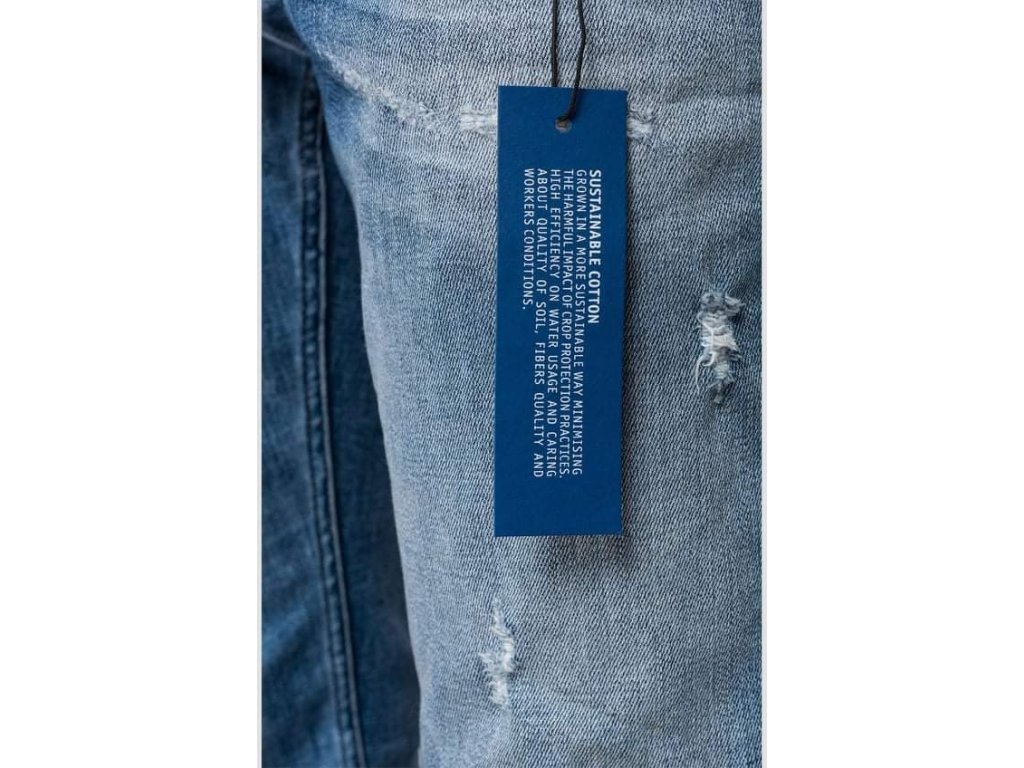 SUSTAINABLE COTTON
GROWN IN A MORE SUSTAINABLE WAY MINIMISING
THE HARMFUL IMPACT OF CROP PROTECTION PRACTICES.
HIGH EFFICIENCY ON WATER USAGE AND CARING
ABOUT QUALITY OF SOIL, FIBERS QUALITY AND
WORKERS CONDITIONS.